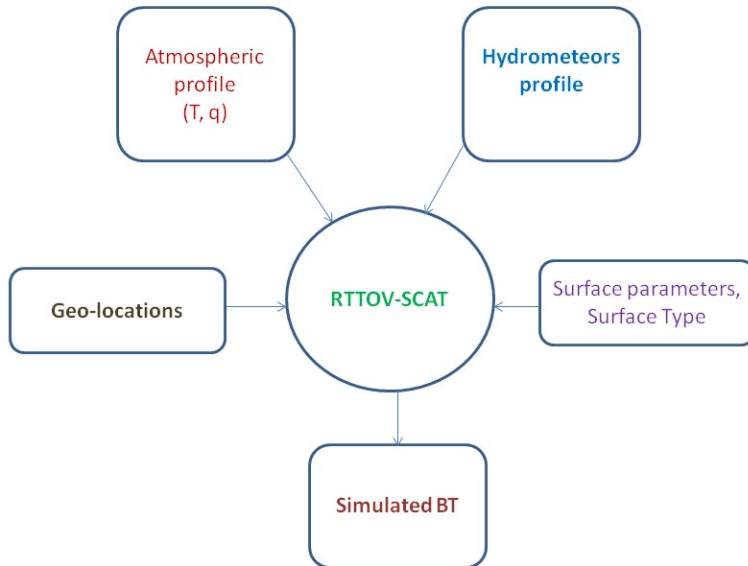 Atmospheric
profile
(T, q)
Hydrometeors
profile
RTTOV-SCAT
Geo-locations
Surface parameters,
Surface Type
Simulated BT